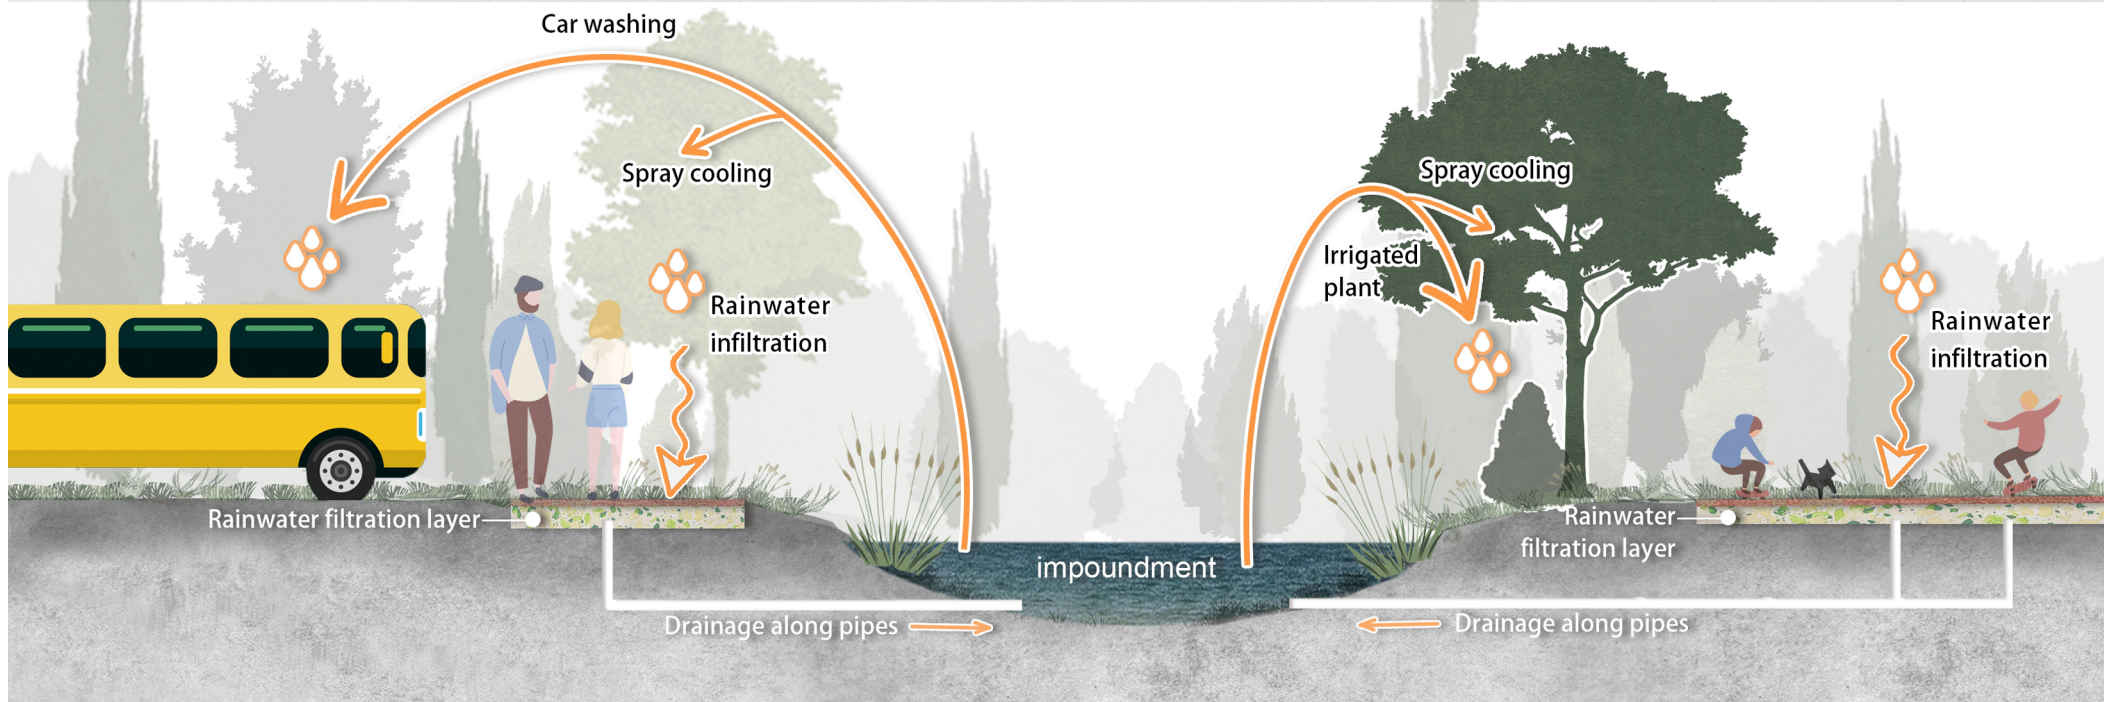 Car washing
Spray cooling
Rainwater
infiltration
Rainwater filtration layer
Drainage along pipes
impoundment
Spray cooling
Irrigated
plant
Rainwater
infiltration
Rainwater
filtration layer
Drainage along pipes